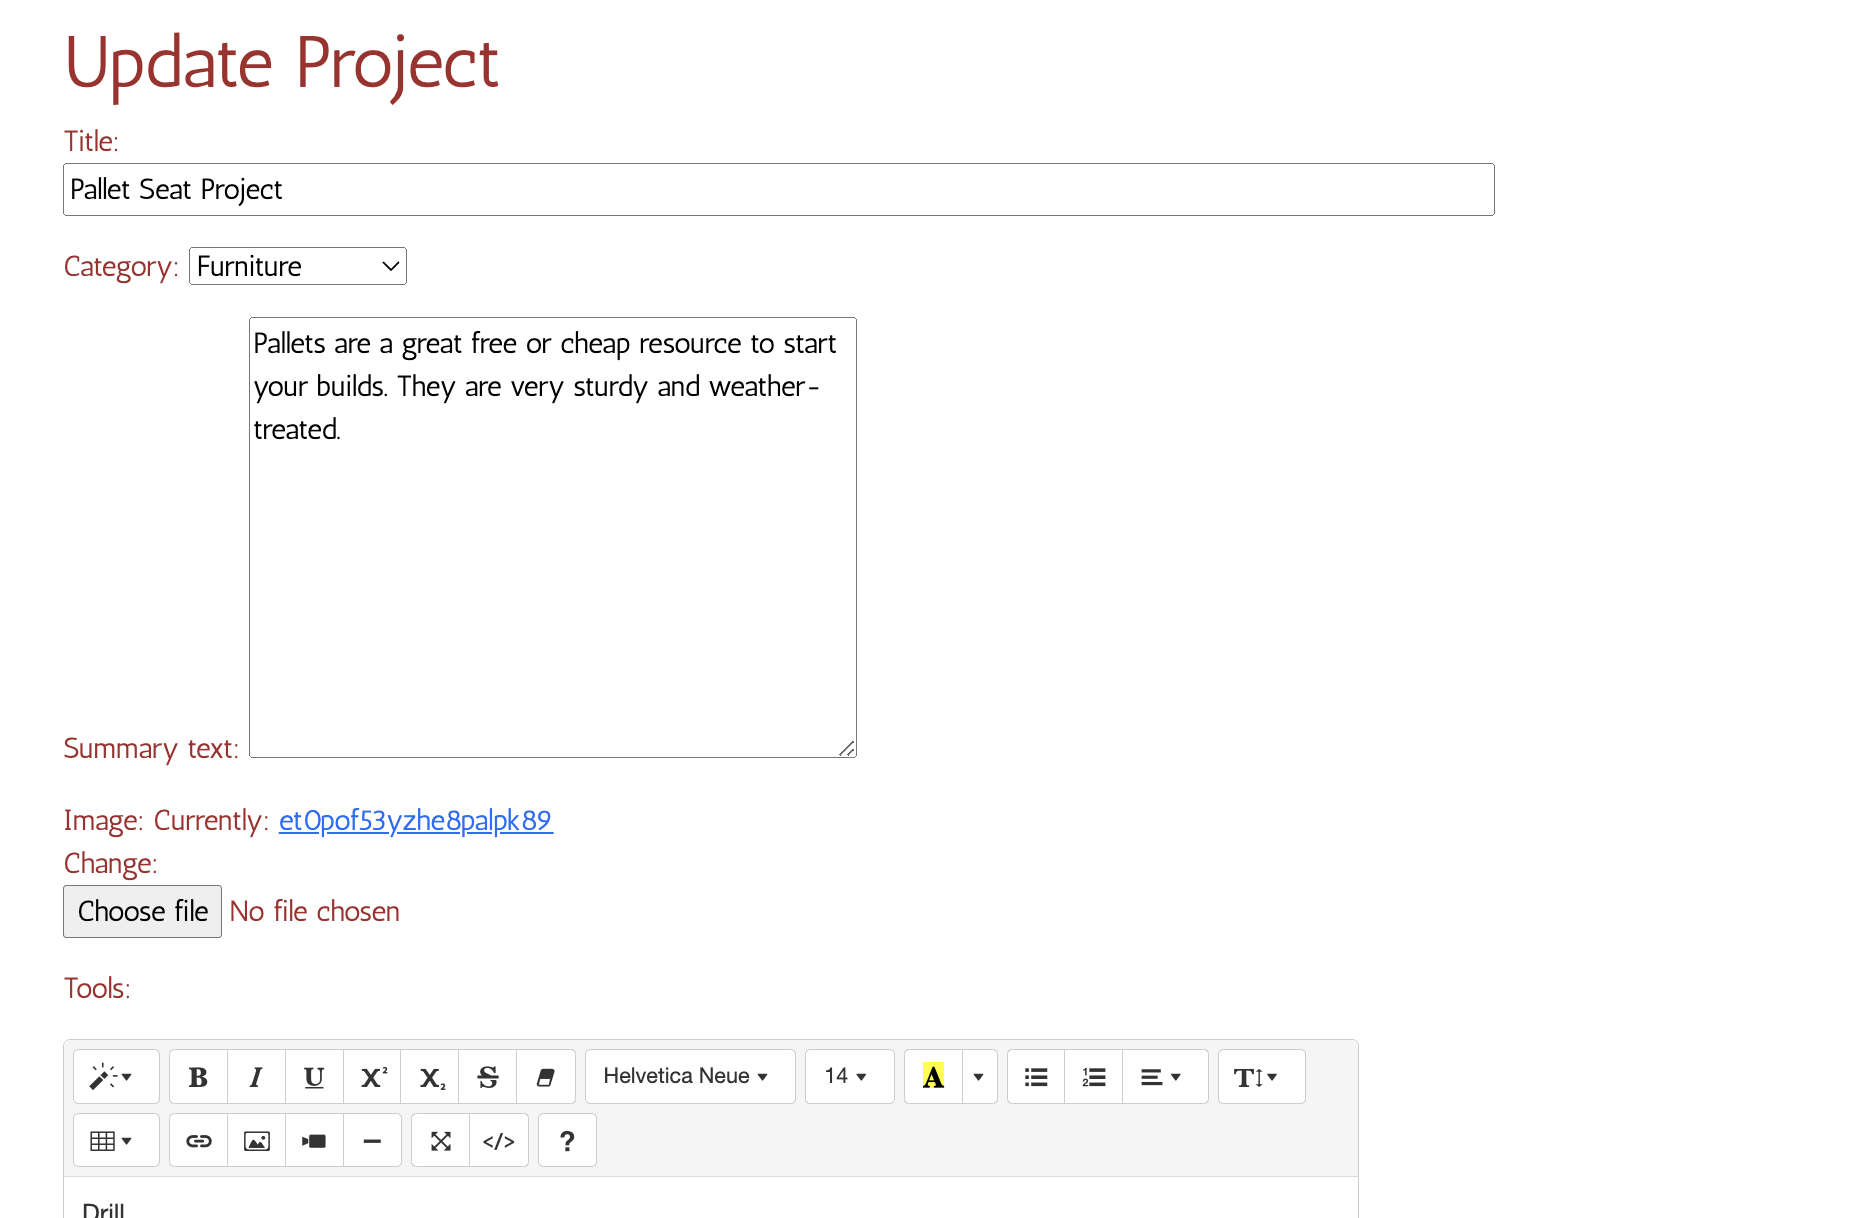 Update Project
Title:
Pallet Seat Project
Category: Furniture
Pallets are a great free or cheap resource to start
your builds. They are very sturdy and weather-
treated.
Summary text:
Image: Currently: et0pof53yzhe8palpk89
Change:
Choose file No file chosen
Tools:
B I U X² X₂ S Helvetica Neue 14 A T
</> ?
Drill